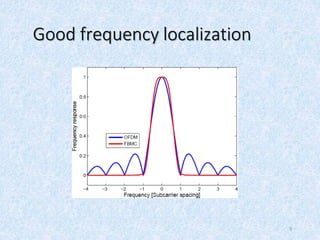 Good frequency localization
1
0.8
0.6
0.4
0.2
0
Frequency response
OFDM
FBMC
-4 -3 -2 -1 0 1 2 3 4
Frequency [Subcarrier spacing]